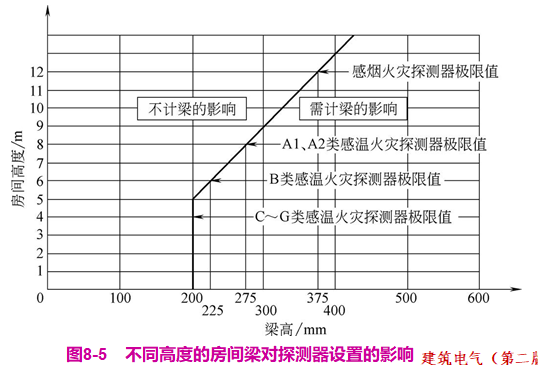 12
感烟火灾探测器极限值
11
10
不计梁的影响
需计梁的影响
9
8
A1、A2类感温火灾探测器极限值
7
6
B类感温火灾探测器极限值
5
4
C～G类感温火灾探测器极限值
3
2
1
房间高度/m
0 0 100 200 300 400 500 600
225 275 375
梁高/mm
图8-5 不同高度的房间梁对探测器设置的影响
建筑电气（第二